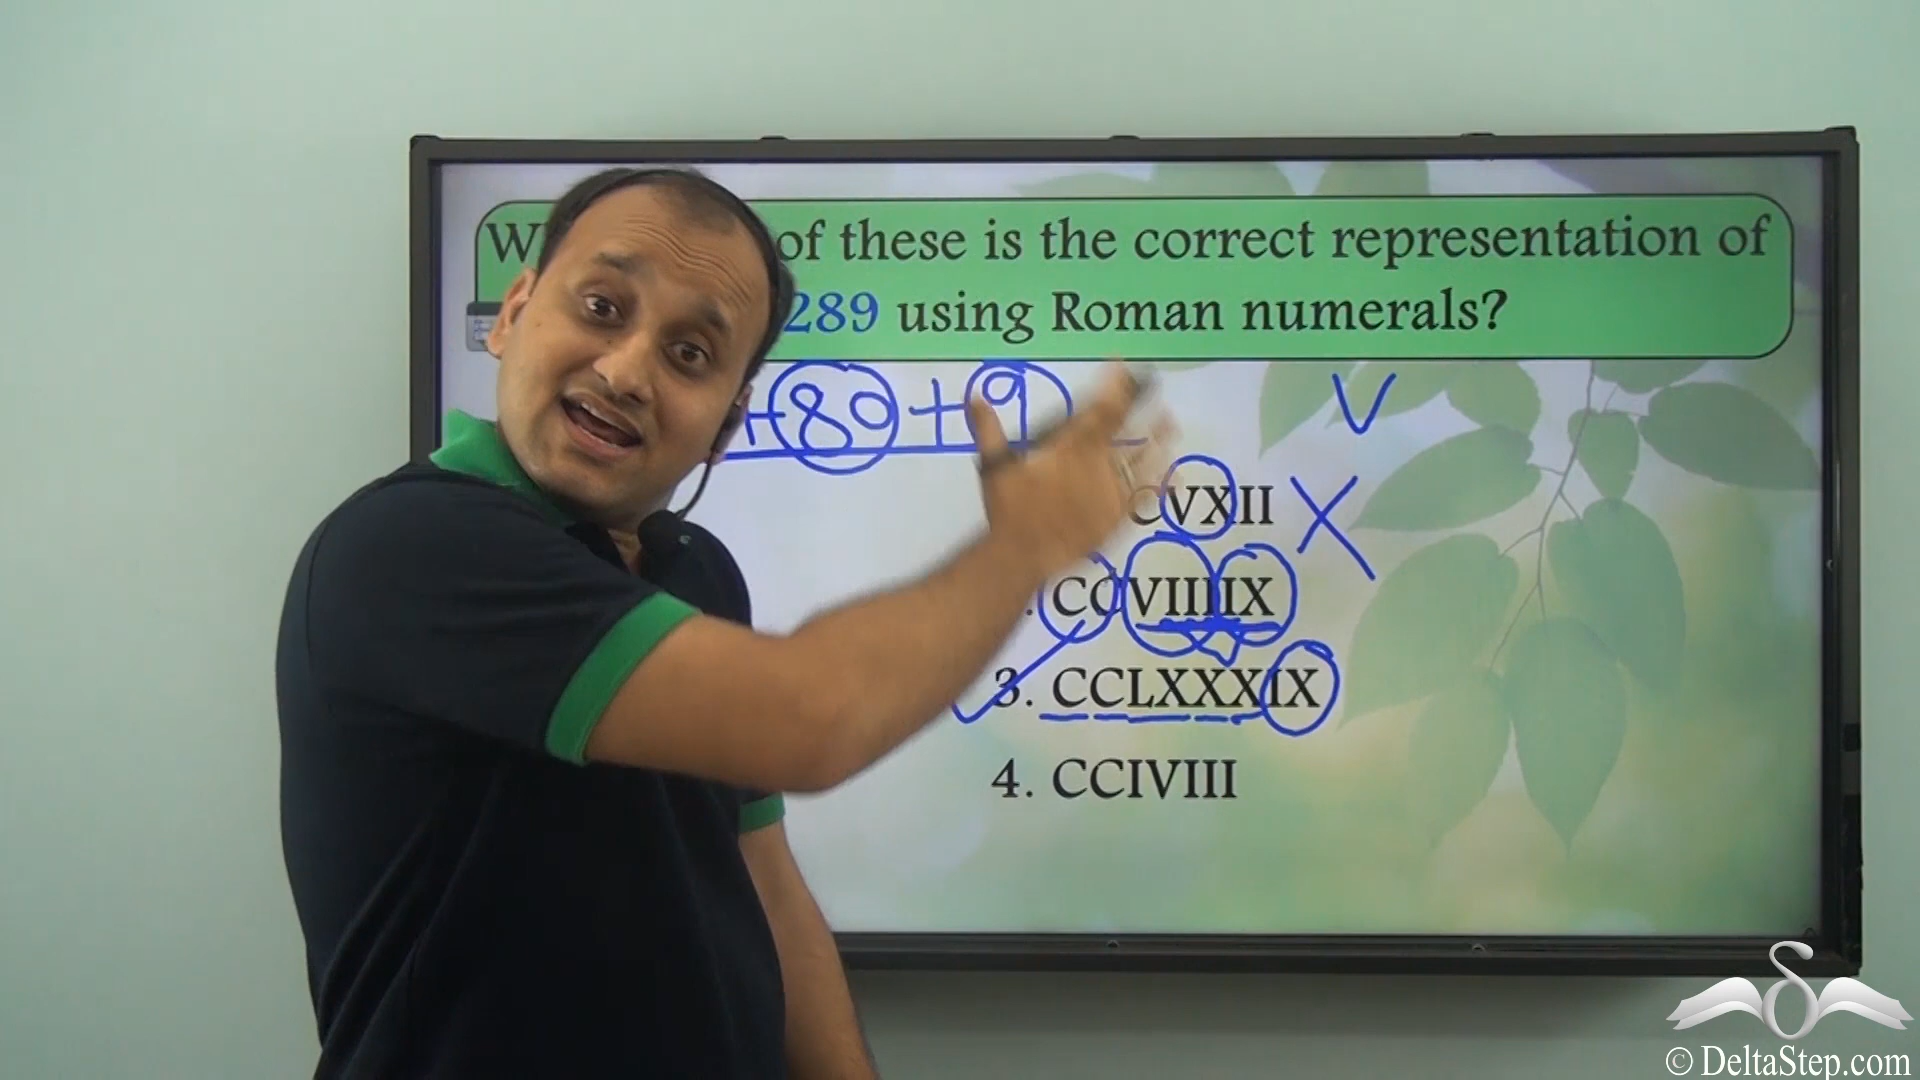 of these is the correct representation of
289 using Roman numerals?
+80+9
V
CVXII X
CCVIIIIIX
3. CCLXXXIX
4. CCIVIII
© DeltaStep.com